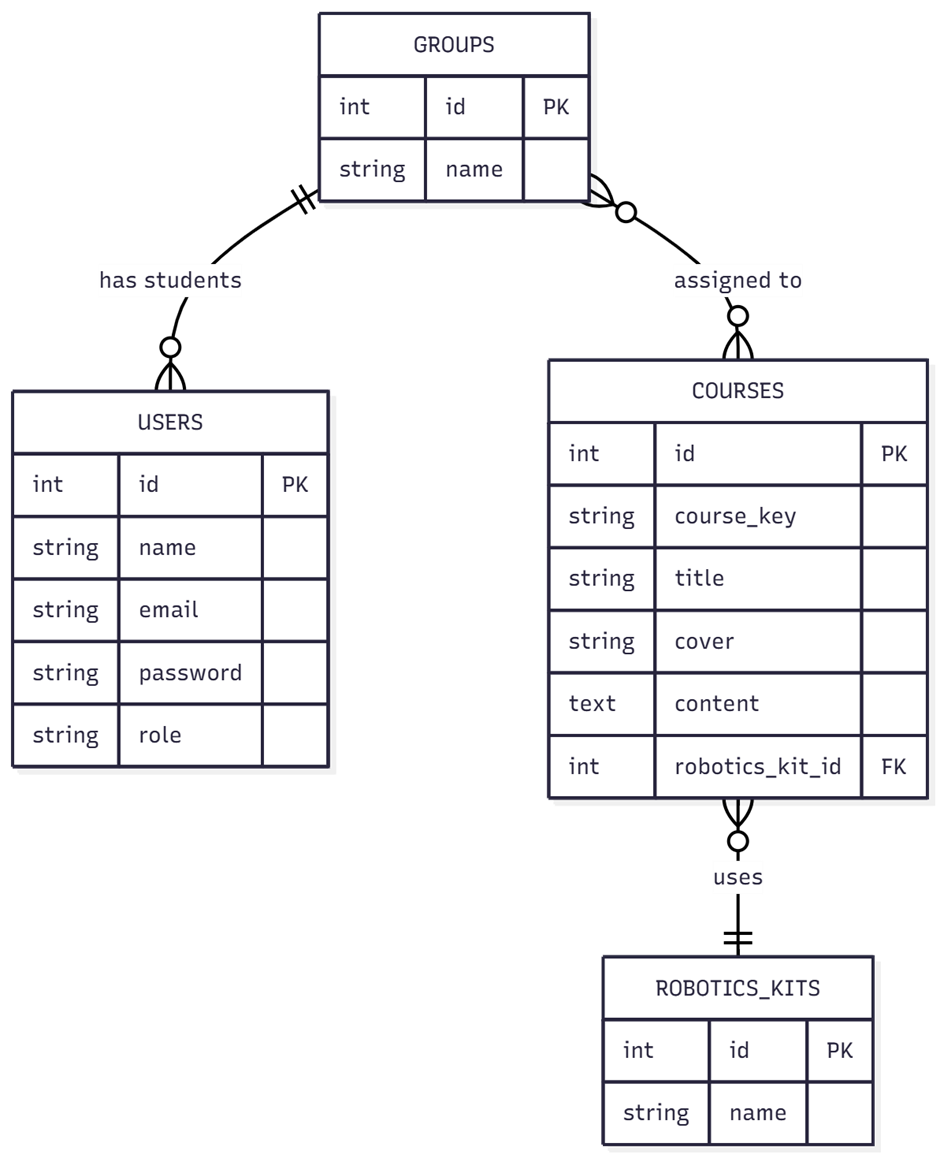 GROUPS
int id PK
string name
has students
assigned to
USERS
int id PK
string name
string email
string password
string role
COURSES
int id PK
string course_key
string title
string cover
text content
int robotics_kit_id FK
uses
ROBOTICS_KITS
int id PK
string name